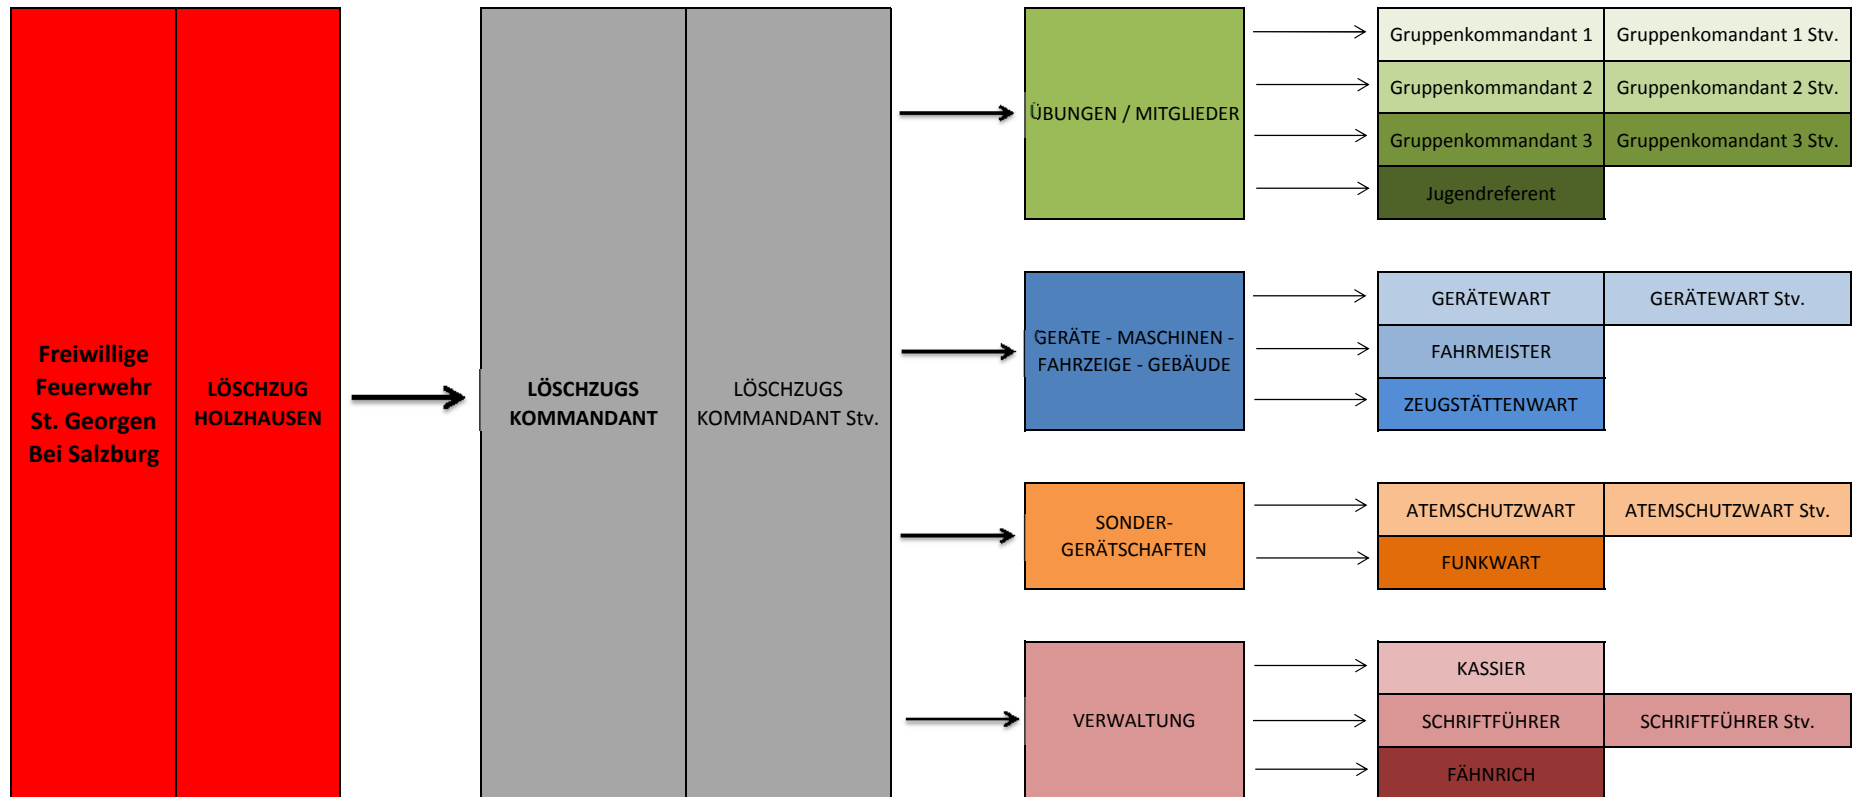 Freiwillige
Feuerwehr
St. Georgen
Bei Salzburg
LÖSCHZUG
HOLZHAUSEN
LÖSCHZUGS
KOMMANDANT
LÖSCHZUGS
KOMMANDANT Stv.
ÜBUNGEN / MITGLIEDER
Gruppenkommandant 1
Gruppenkomandant 1 Stv.
Gruppenkommandant 2
Gruppenkomandant 2 Stv.
Gruppenkommandant 3
Gruppenkomandant 3 Stv.
Jugendreferent
GERÄTE - MASCHINEN -
FAHRZEIGE - GEBÄUDE
GERÄTEWART
GERÄTEWART Stv.
FAHRMEISTER
ZEUGSTÄTTENWART
SONDER-
GERÄTSCHAFTEN
ATEMSCHUTZWART
ATEMSCHUTZWART Stv.
FUNKWART
VERWALTUNG
KASSIER
SCHRIFTFÜHRER
SCHRIFTFÜHRER Stv.
FÄHNRICH